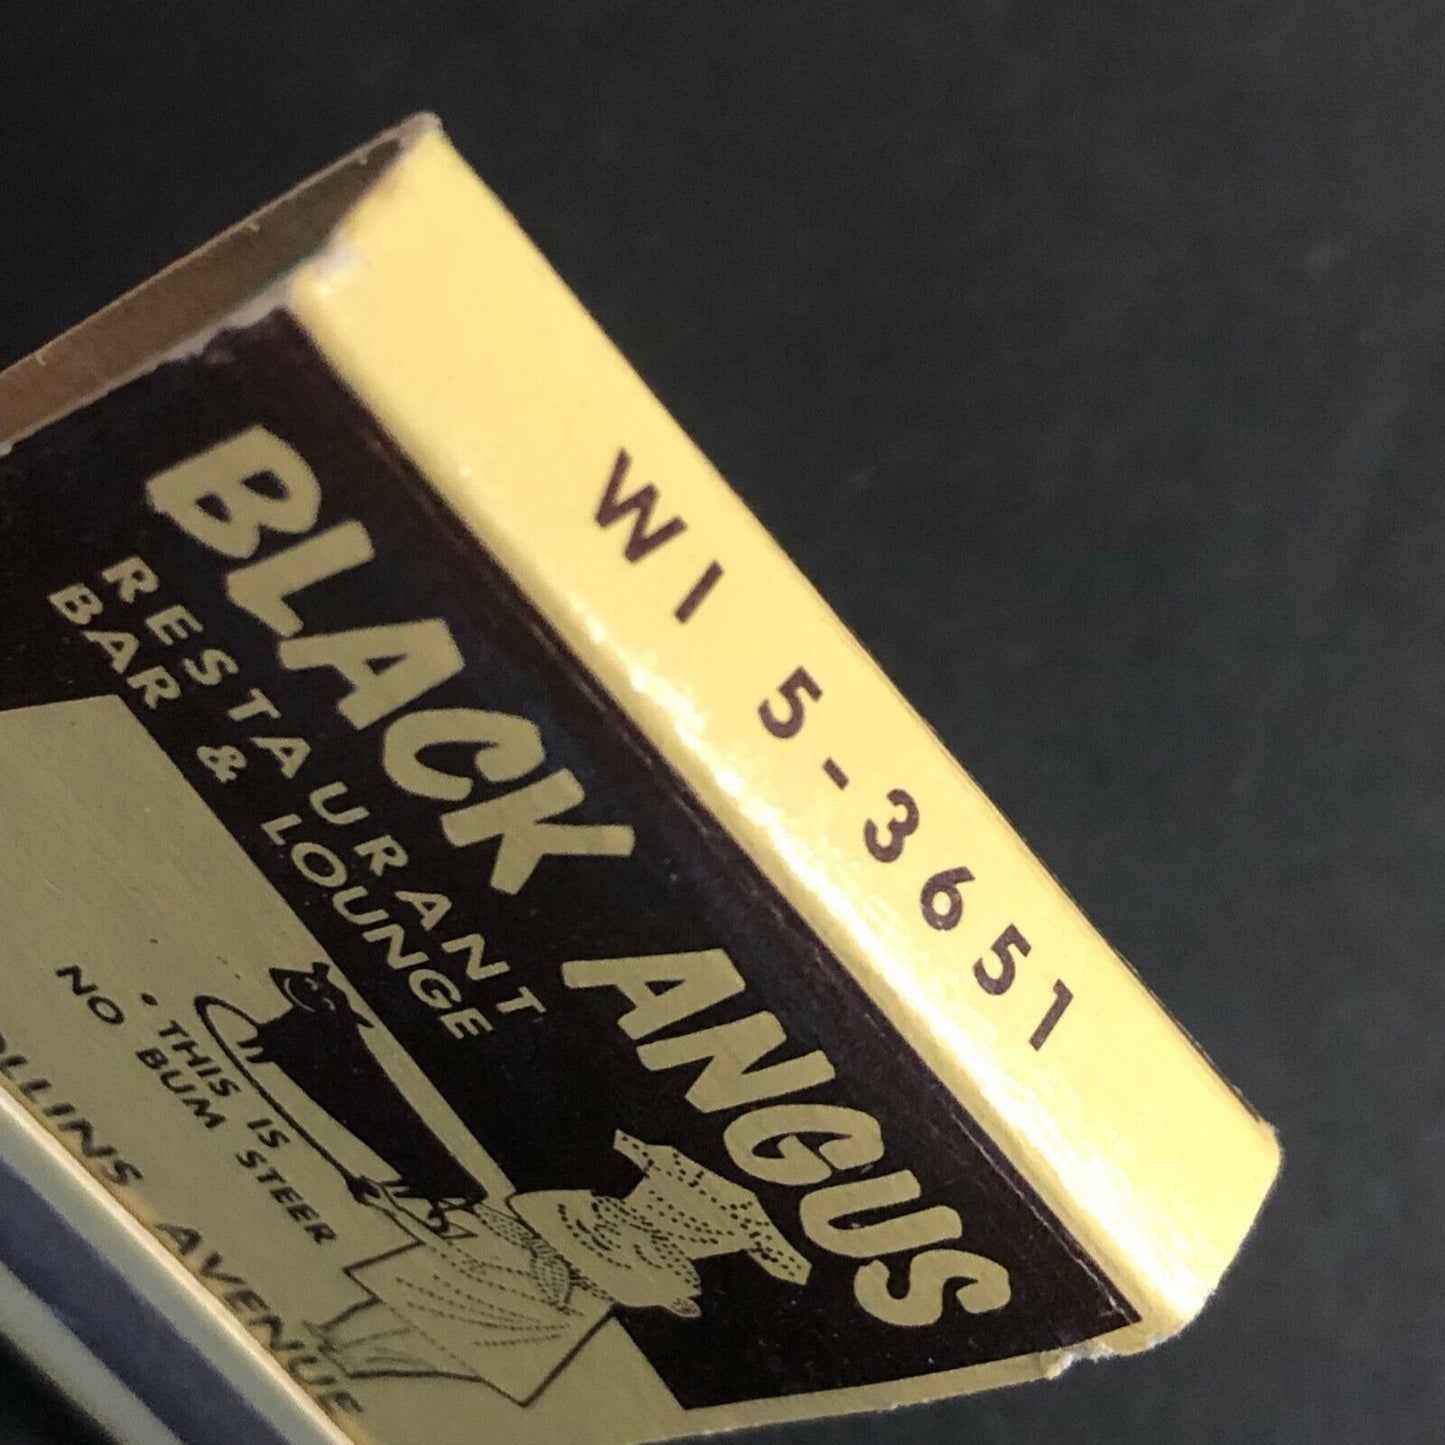 WI 5-3651
BLACK ANGUS
RESTAURANT
BAR & LOUNGE
• THIS IS
NO BUM STEER
AVENUE